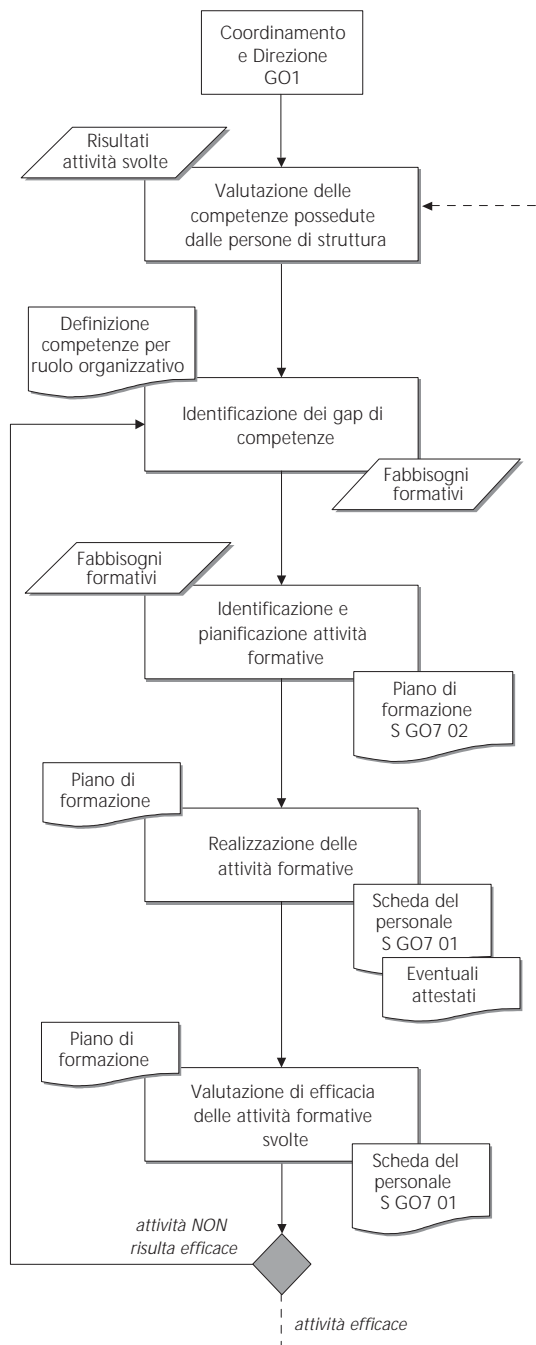 Coordinamento
e Direzione
GO1
Risultati
attività svolte
Valutazione delle
competenze possedute
dalle persone di struttura
Definizione
competenze per
ruolo organizzativo
Identificazione dei gap di
competenze
Fabbisogni
formativi
Fabbisogni
formativi
Identificazione e
pianificazione attività
formative
Piano di
formazione
S GO7 02
Piano di
formazione
Realizzazione delle
attività formative
Scheda del
personale
S GO7 01
Eventuali
attestati
Piano di
formazione
Valutazione di efficacia
delle attività formative
svolte
Scheda del
personale
S GO7 01
attività NON
risulta efficace
attività efficace